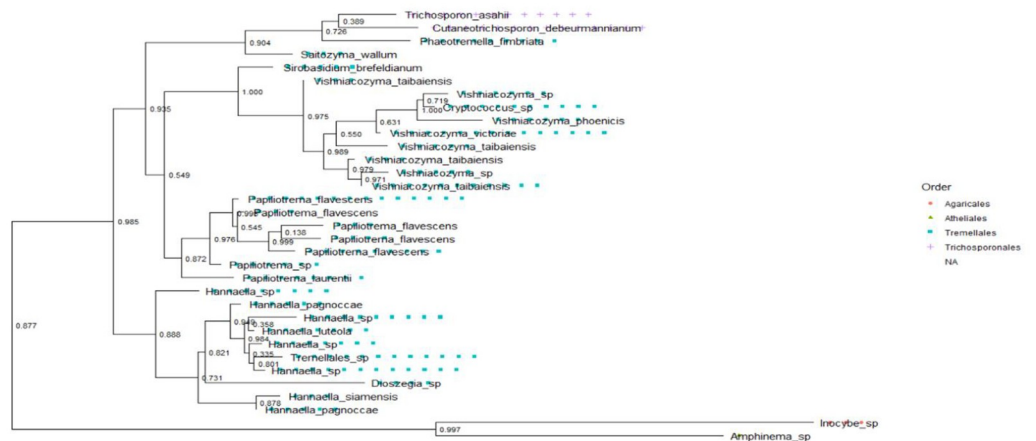 Trichosporon_asahii
0.389
Cutaneotrichosporon_debeurmannianum
0.726
Phaeotremella_fimbriata
0.904
Saitozyma_wallum
Sirobasidium_brefeldianum
Vishniacozyma_taibaiensis
1.000
Vishniacozyma_sp
0.719
Cryptococcus_sp
0.935
1.000
0.975
Vishniacozyma_phoenicis
0.631
Vishniacozyma_victoriae
0.550
Vishniacozyma_taibaiensis
0.989
Vishniacozyma_taibaiensis
0.979
Vishniacozyma_sp
0.549
0.971
Vishniacozyma_taibaiensis
Order
Papiliotrema_flavescens
Agaricales
Papiliotrema_flavescens
0.985
0.545
Papiliotrema_flavescens
Atheliales
0.138
Tremellales
0.976
Papiliotrema_flavescens
0.999
Trichosporonales
Papiliotrema_flavescens
0.872
NA
Papiliotrema_sp
Papiliotrema_laurentii
Hannaella_sp
Hannaella_pagnoccae
Hannaella_sp
0.877
0.358
0.888
Hannaella_luteola
0.984
Hannaella_sp
0.821
0.335
Tremellales_sp
0.801
Hannaella_sp
0.731
Dioszegia_sp
Hannaella_siamensis
0.878
Hannaella_pagnoccae
Inocybe_sp
0.997
Amphinema_sp